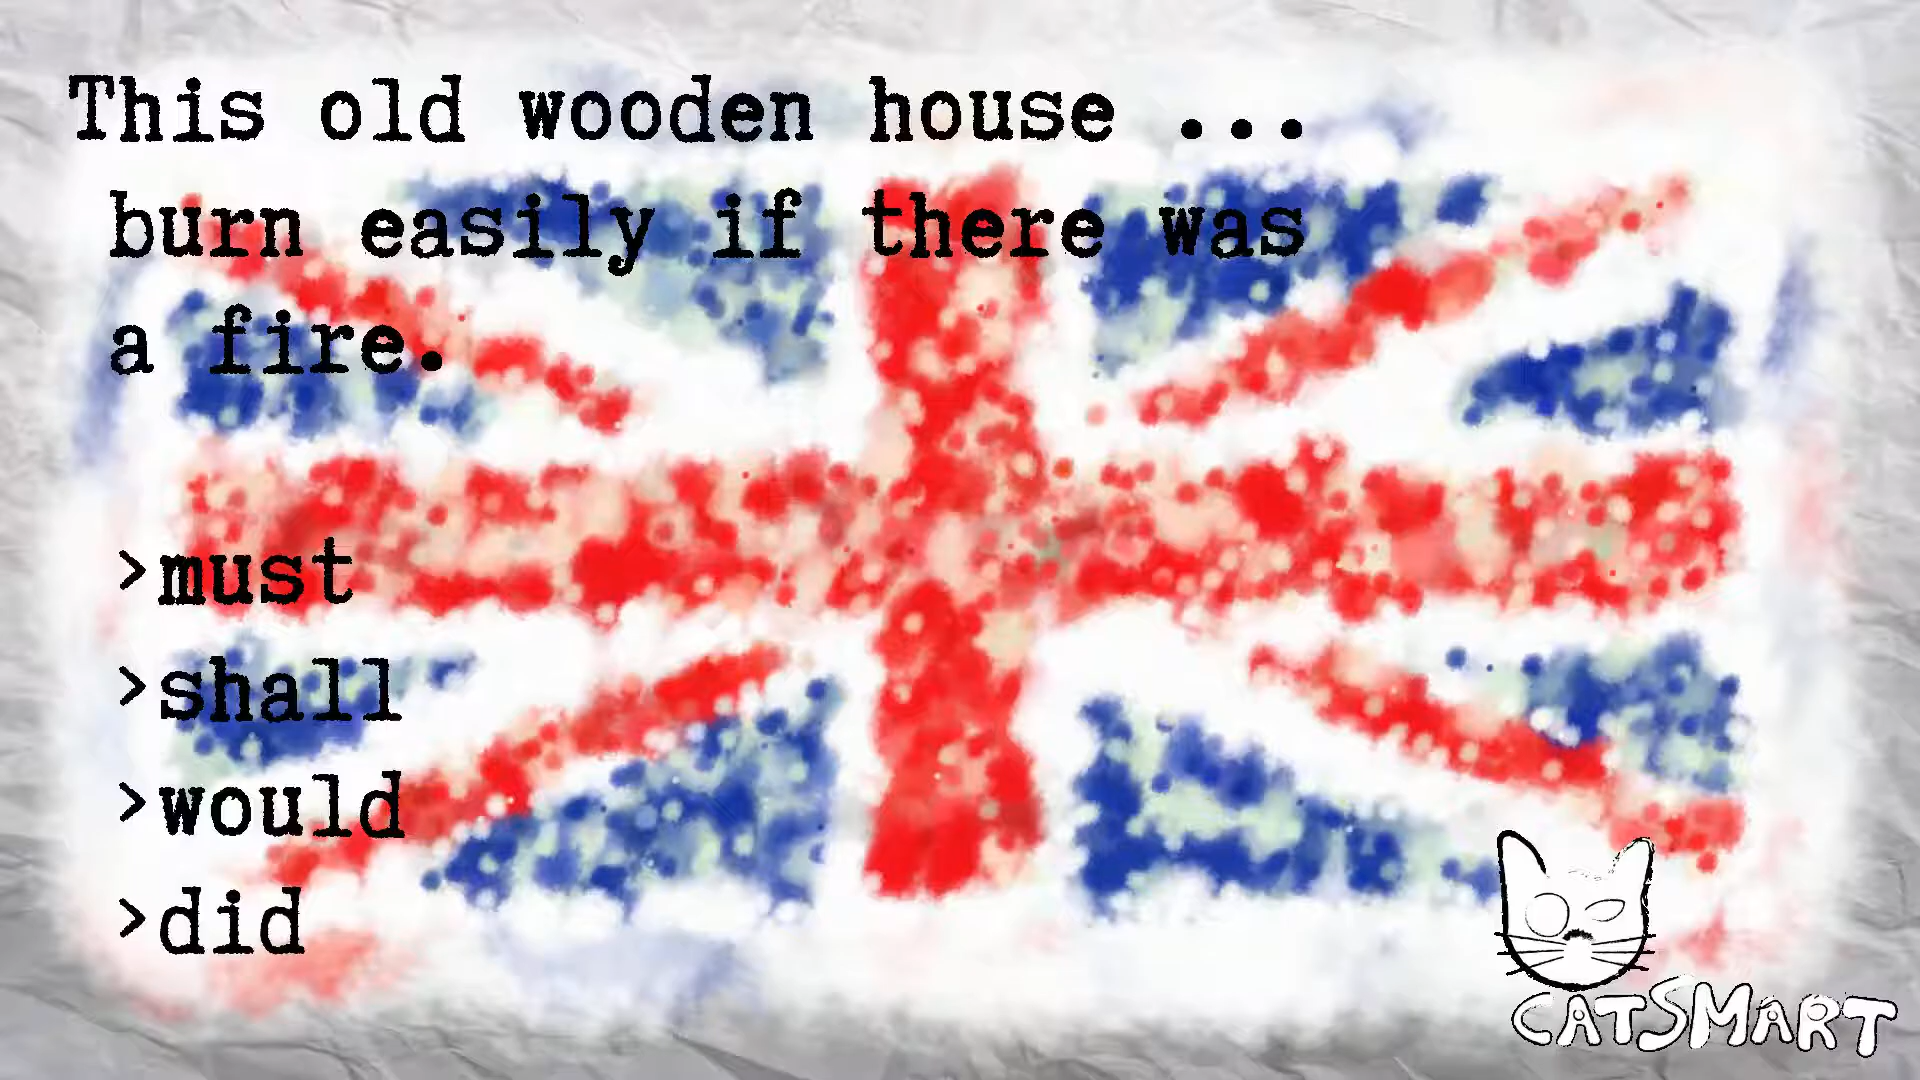 This old wooden house ...
burn easily if there was
a fire.
>must
>shall
>would
>did
CATSMART